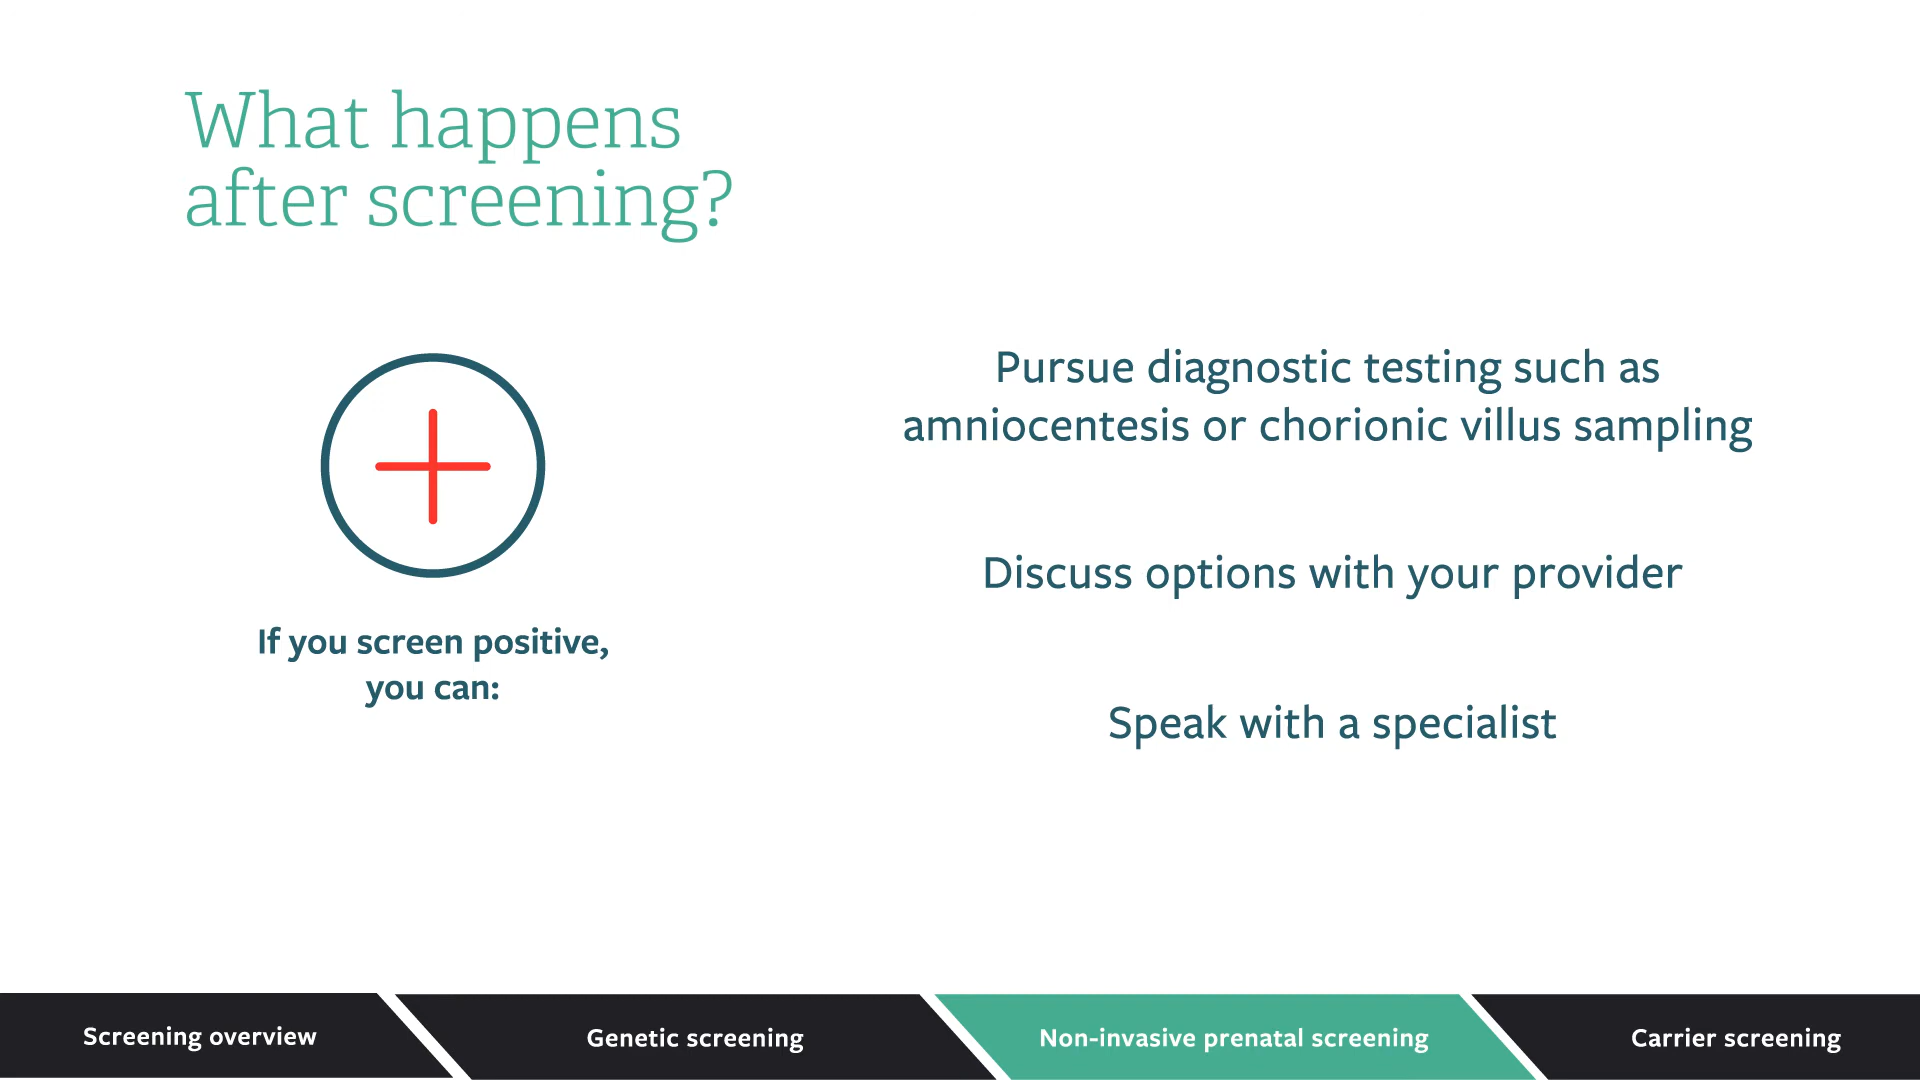 What happens
after screening?
If you screen positive,
you can:
Pursue diagnostic testing such as
amniocentesis or chorionic villus sampling
Discuss options with your provider
Speak with a specialist
Screening overview
Genetic screening
Non-invasive prenatal screening
Carrier screening